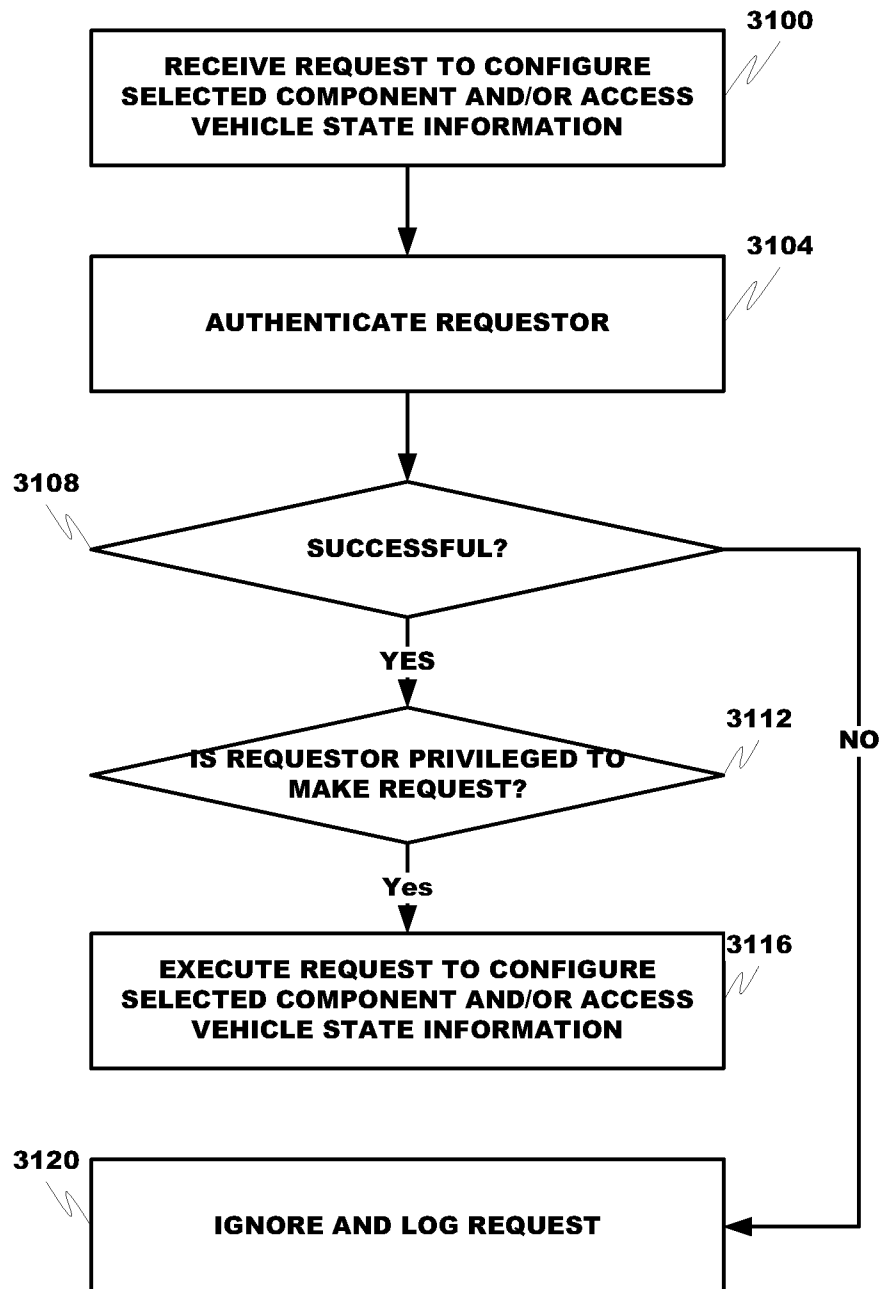 3100
RECEIVE REQUEST TO CONFIGURE
SELECTED COMPONENT AND/OR ACCESS
VEHICLE STATE INFORMATION
3104
AUTHENTICATE REQUESTOR
3108
SUCCESSFUL?
YES
NO
3112
IS REQUESTOR PRIVILEGED TO
MAKE REQUEST?
Yes
3116
EXECUTE REQUEST TO CONFIGURE
SELECTED COMPONENT AND/OR ACCESS
VEHICLE STATE INFORMATION
3120
IGNORE AND LOG REQUEST